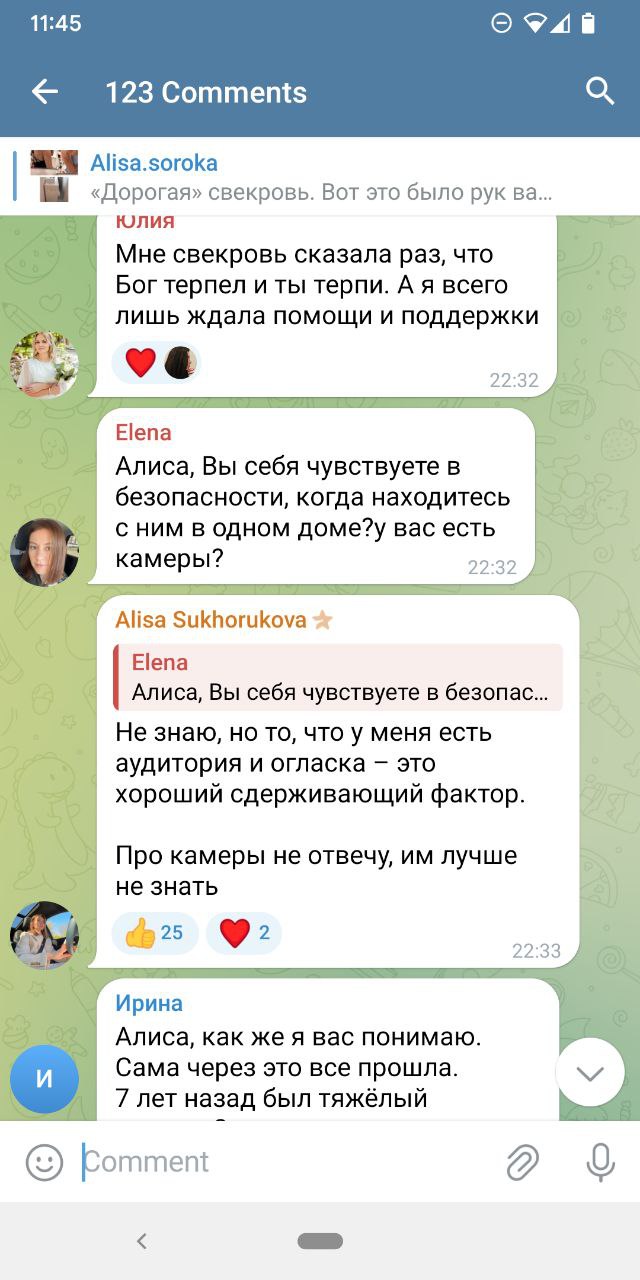 11:45
123 Comments
Alisa.soroka
«Дорогая» свекровь. Вот это было рук ва...
Юлия
Мне свекровь сказала раз, что
Бог терпел и ты терпи. А я всего
лишь ждала помощи и поддержки
22:32
Elena
Алиса, Вы себя чувствуете в
безопасности, когда находитесь
с ним в одном доме?у вас есть
камеры?
22:32
Alisa Sukhorukova
Elena
Алиса, Вы себя чувствуете в безопас...
Не знаю, но то, что у меня есть
аудитория и огласка – это
хороший сдерживающий фактор.
Про камеры не отвечу, им лучше
не знать
25 2
22:33
Ирина
Алиса, как же я вас понимаю.
Сама через это все прошла.
И
7 лет назад был тяжёлый
Comment